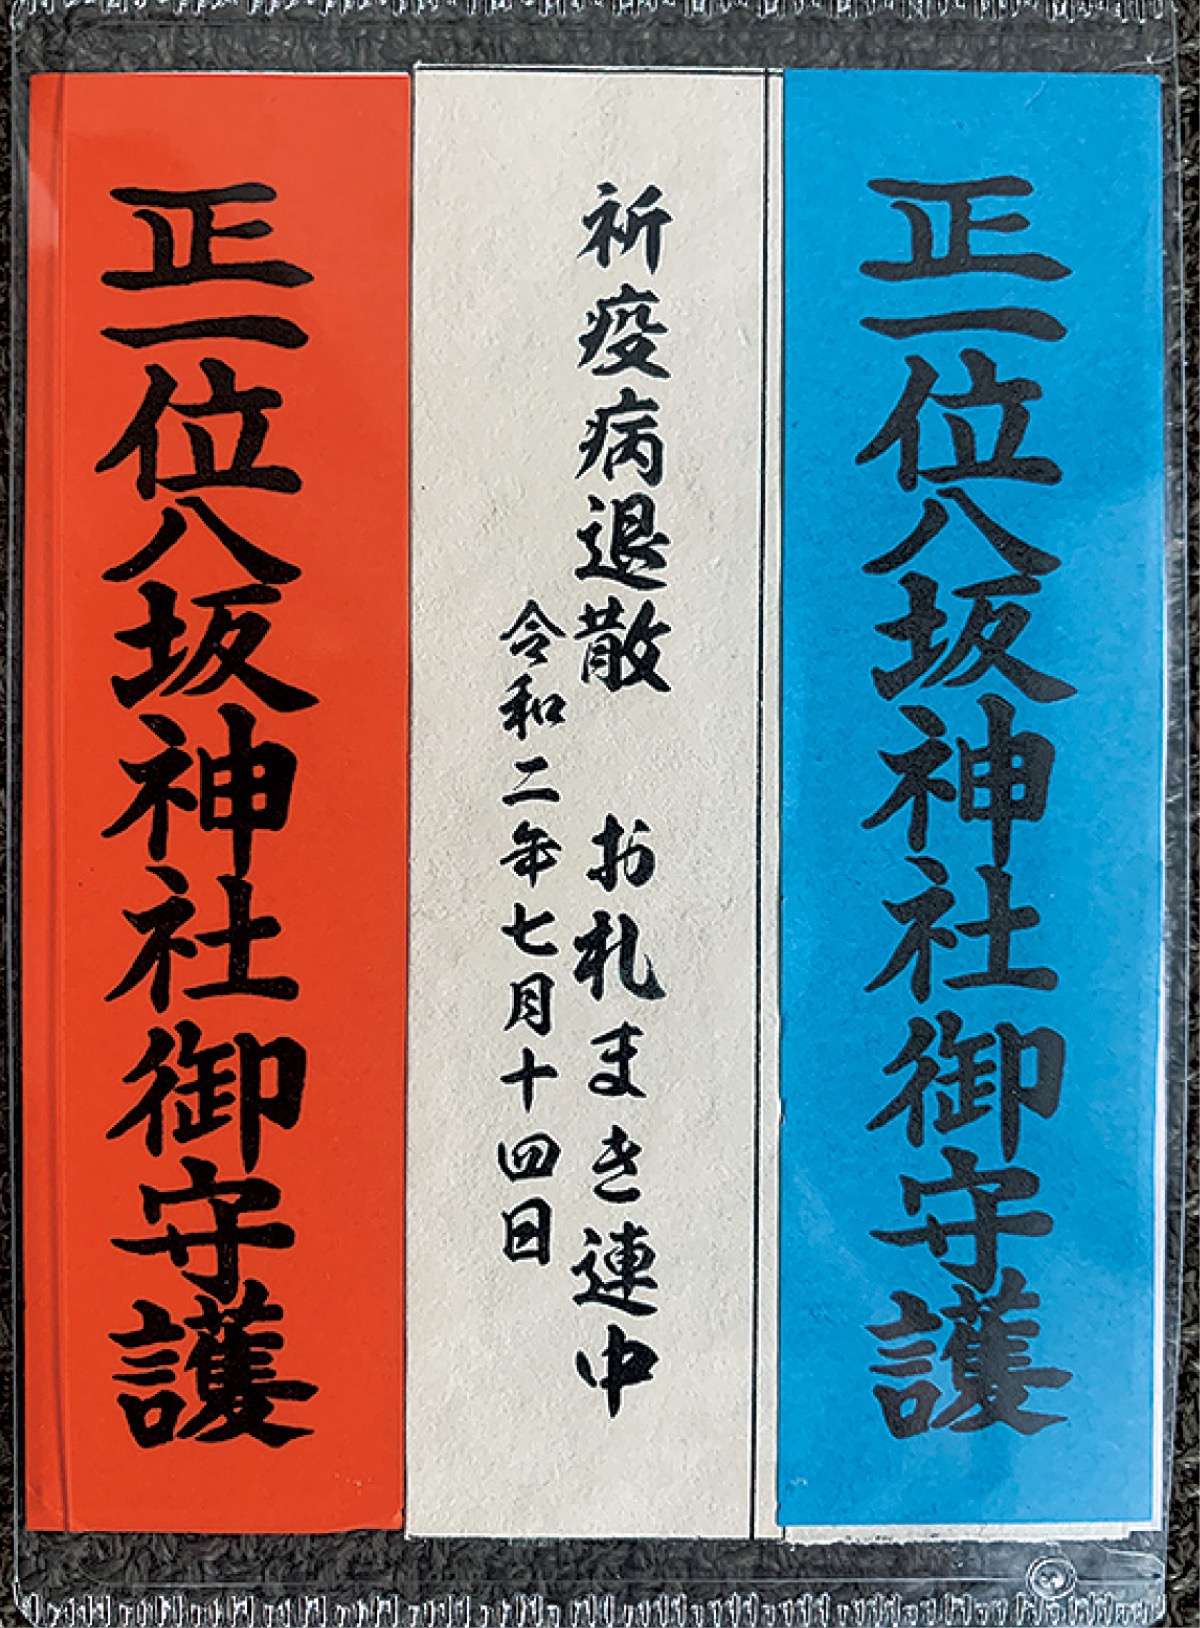 正一位八坂神社御守護
祈疫病退散　お札まき連中
令和二年七月十四日
正一位八坂神社御守護